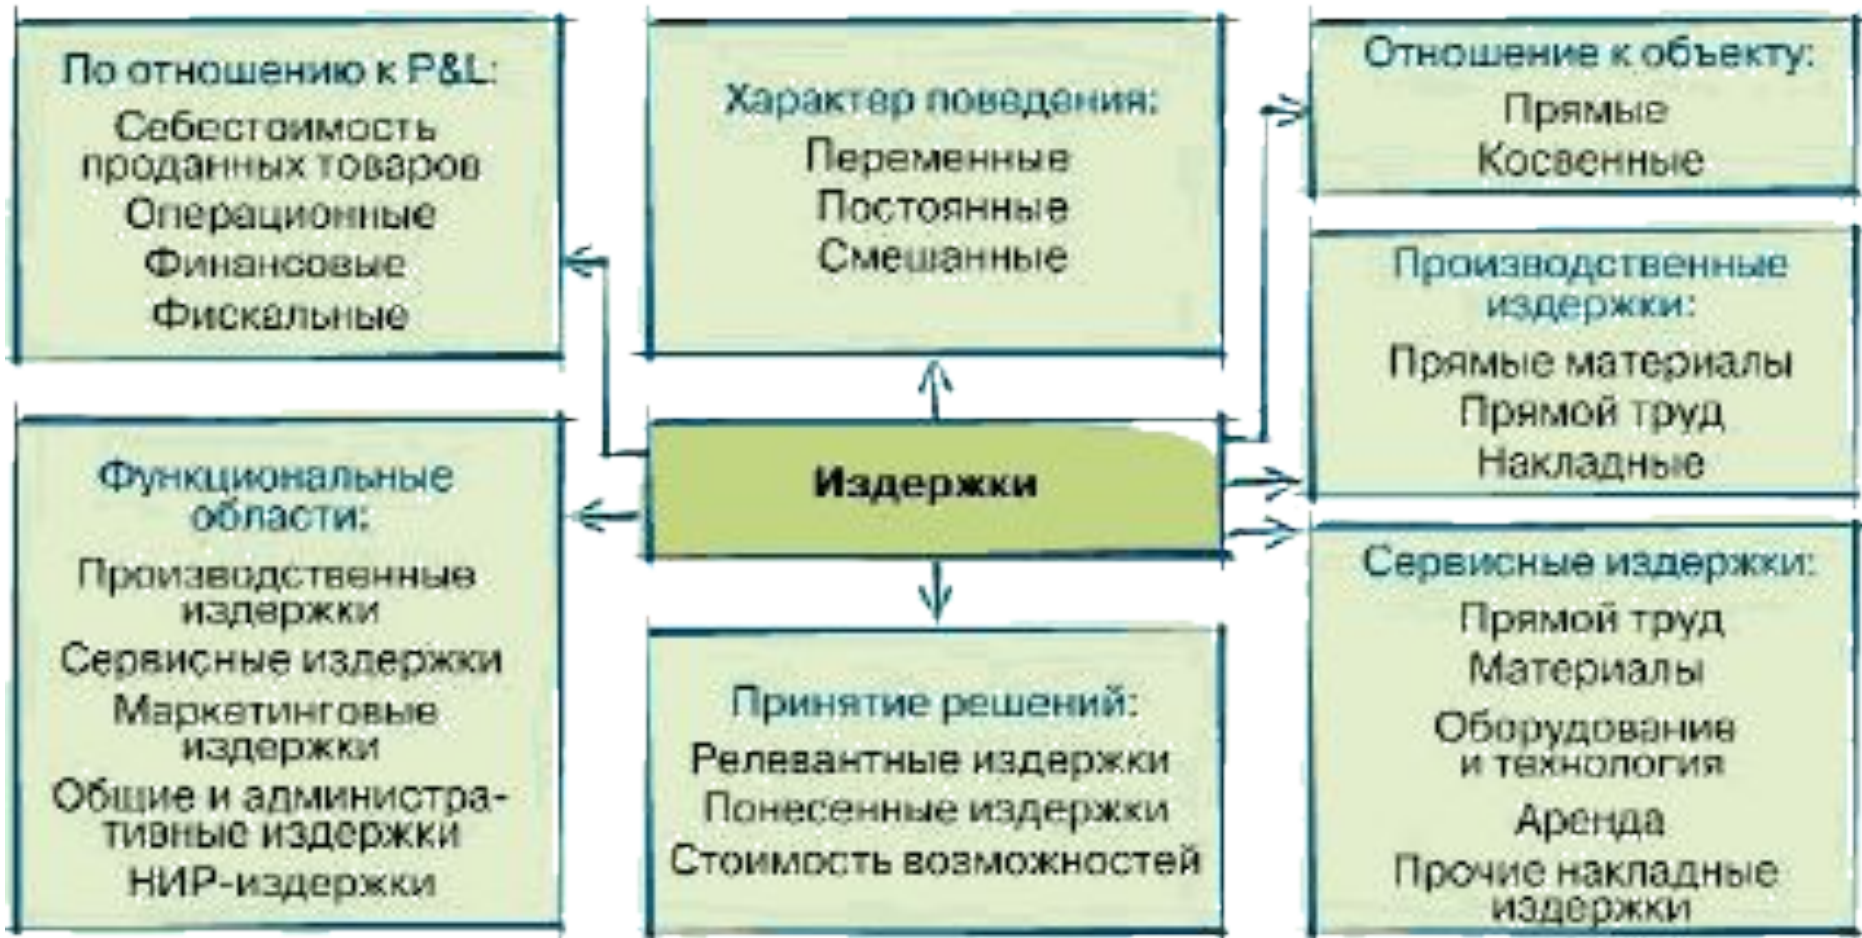 По отношению к P&L:
Себестоимость
проданных товаров
Операционные
Финансовые
Фискальные
Характер поведения:
Переменные
Постоянные
Смешанные
Отношение к объекту:
Прямые
Косвенные
Производственные
издержки:
Прямые материалы
Прямой труд
Накладные
Издержки
Функциональные
области:
Производственные
издержки
Сервисные издержки
Маркетинговые
издержки
Общие и администра-
тивные издержки
НИР-издержки
Принятие решений:
Релевантные издержки
Понесенные издержки
Стоимость возможностей
Сервисные издержки:
Прямой труд
Материалы
Оборудование
и технология
Аренда
Прочие накладные
издержки